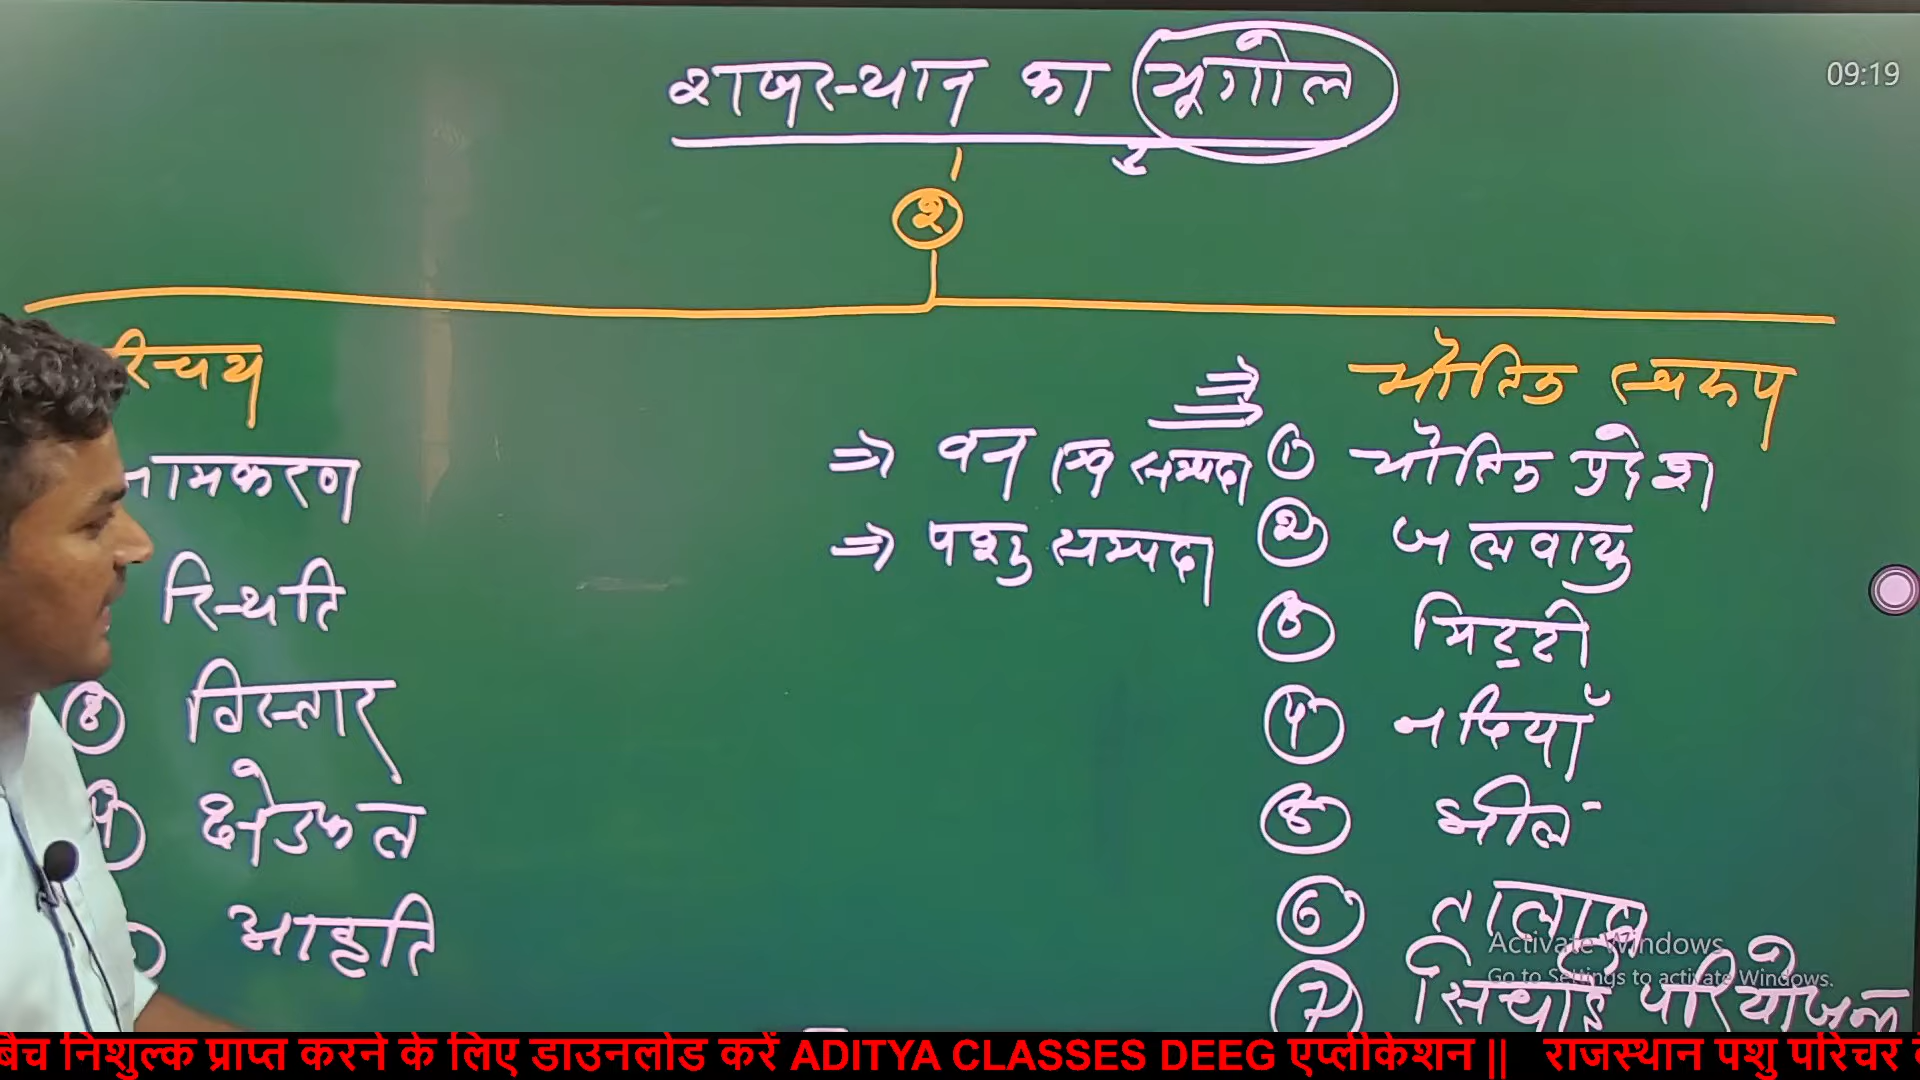 राजस्थान का भूगोल
09:19
२
रिचय
भौतिक स्वरूप
⇒ वन एवं सम्पदा
① भौतिक प्रदेश
नामकरण
⇒ पशु सम्पदा
② जलवायु
स्थिति
③ मिट्टी
③ विस्तार
④ नदियाँ
④ क्षेत्रफल
⑤ झीलें
आकृति
⑥ तालाब
Activate Windows
Go to Settings to activate Windows.
⑦ सिंचाई परियोजना
बैच निशुल्क प्राप्त करने के लिए डाउनलोड करें ADITYA CLASSES DEEG एप्लीकेशन || राजस्थान पशु परिचर